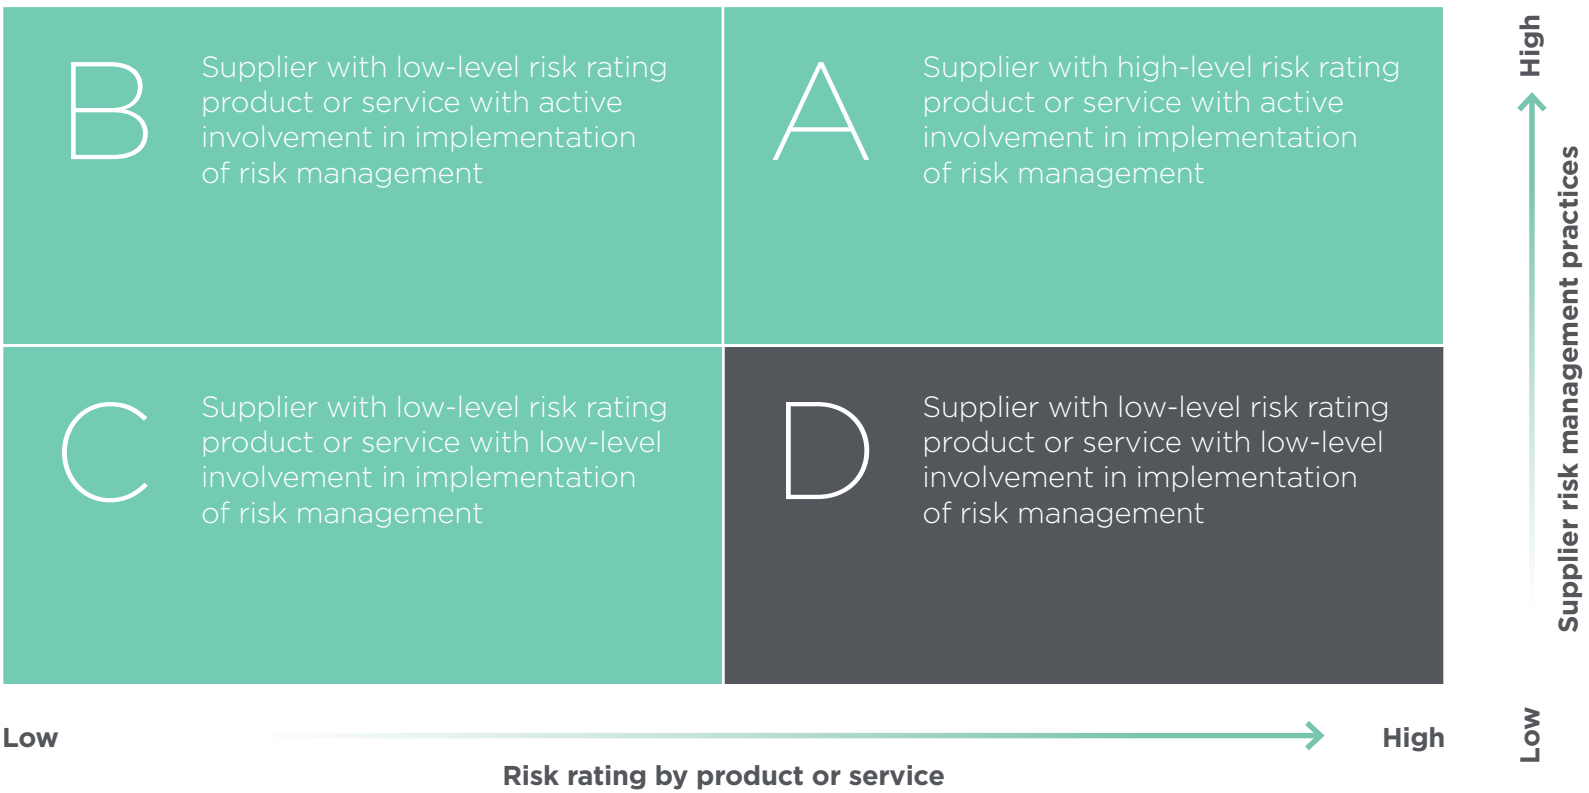 B
Supplier with low-level risk rating
product or service with active
involvement in implementation
of risk management
A
Supplier with high-level risk rating
product or service with active
involvement in implementation
of risk management
C
Supplier with low-level risk rating
product or service with low-level
involvement in implementation
of risk management
D
Supplier with low-level risk rating
product or service with low-level
involvement in implementation
of risk management
High
Supplier risk management practices
Low
Low
High
Risk rating by product or service